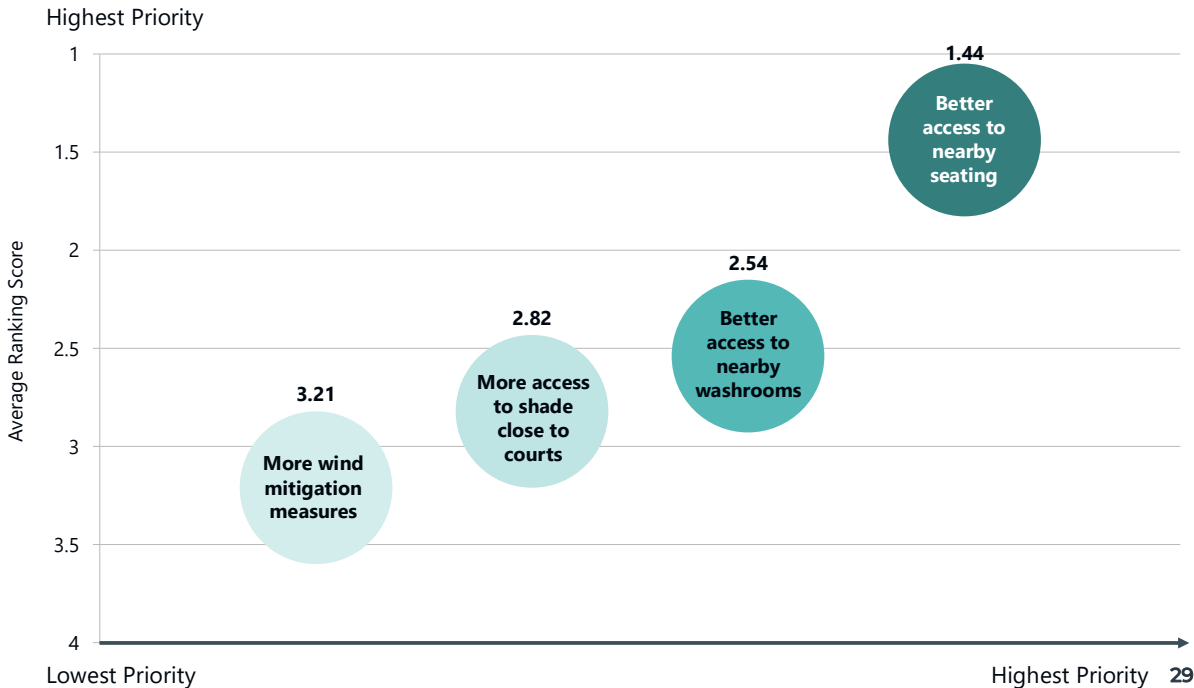 Highest Priority
1
1.5
2
2.5
3
3.5
4
Average Ranking Score
1.44
Better
access to
nearby
seating
2.54
Better
access to
nearby
washrooms
2.82
More access
to shade
close to
courts
3.21
More wind
mitigation
measures
Lowest Priority
Highest Priority
29